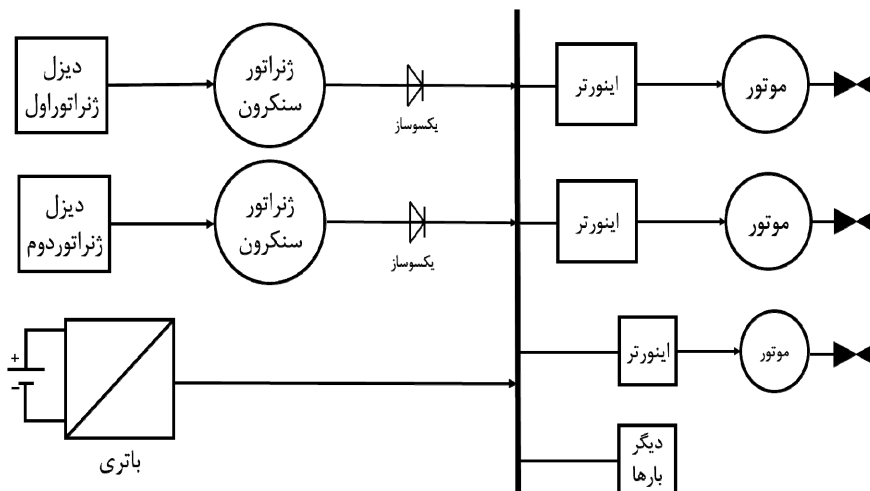 دیزل
ژنراتوراول
ژنراتور
سنکرون
یکسوساز
اینورتر
موتور
دیزل
ژنراتوردوم
ژنراتور
سنکرون
یکسوساز
اینورتر
موتور
+
-
باتری
اینورتر
موتور
دیگر
بارها